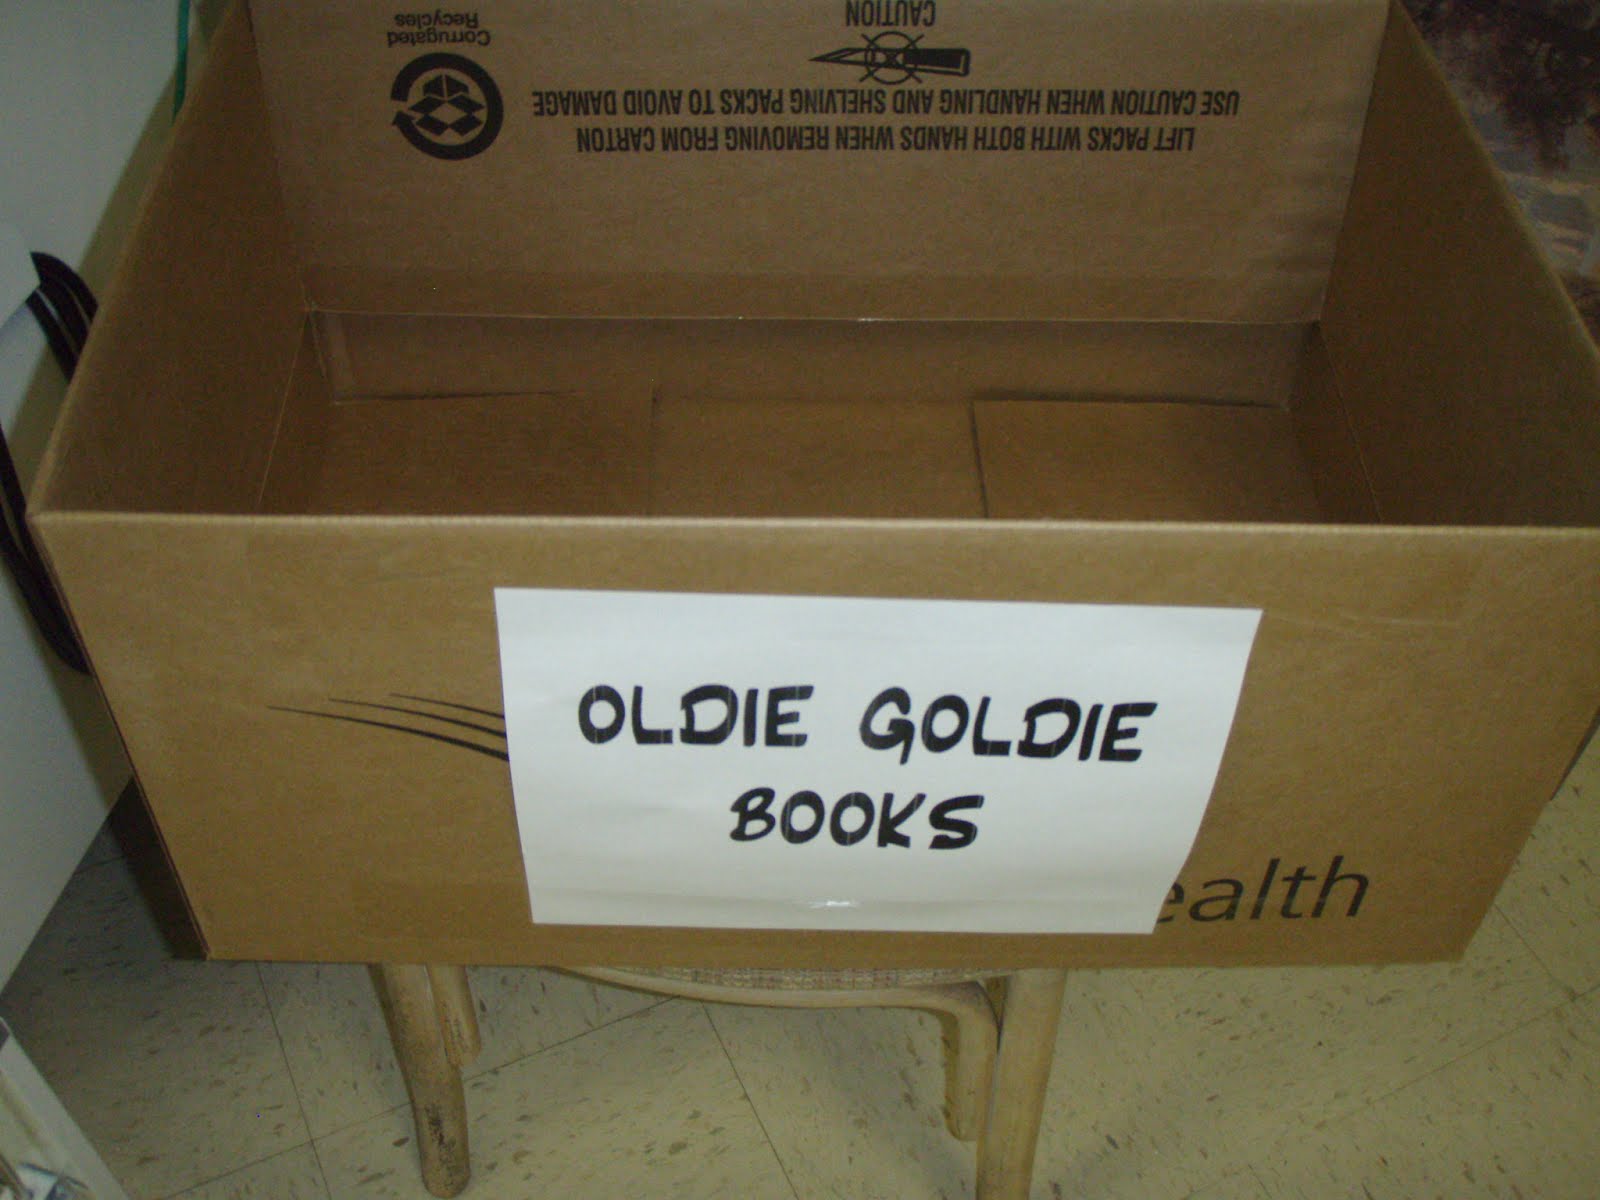 Corrugated
Recycles
CAUTION
LIFT PACKS WITH BOTH HANDS WHEN REMOVING FROM CARTON
USE CAUTION WHEN HANDLING AND SHELVING PACKS TO AVOID DAMAGE
OLDIE GOLDIE
BOOKS
ealth